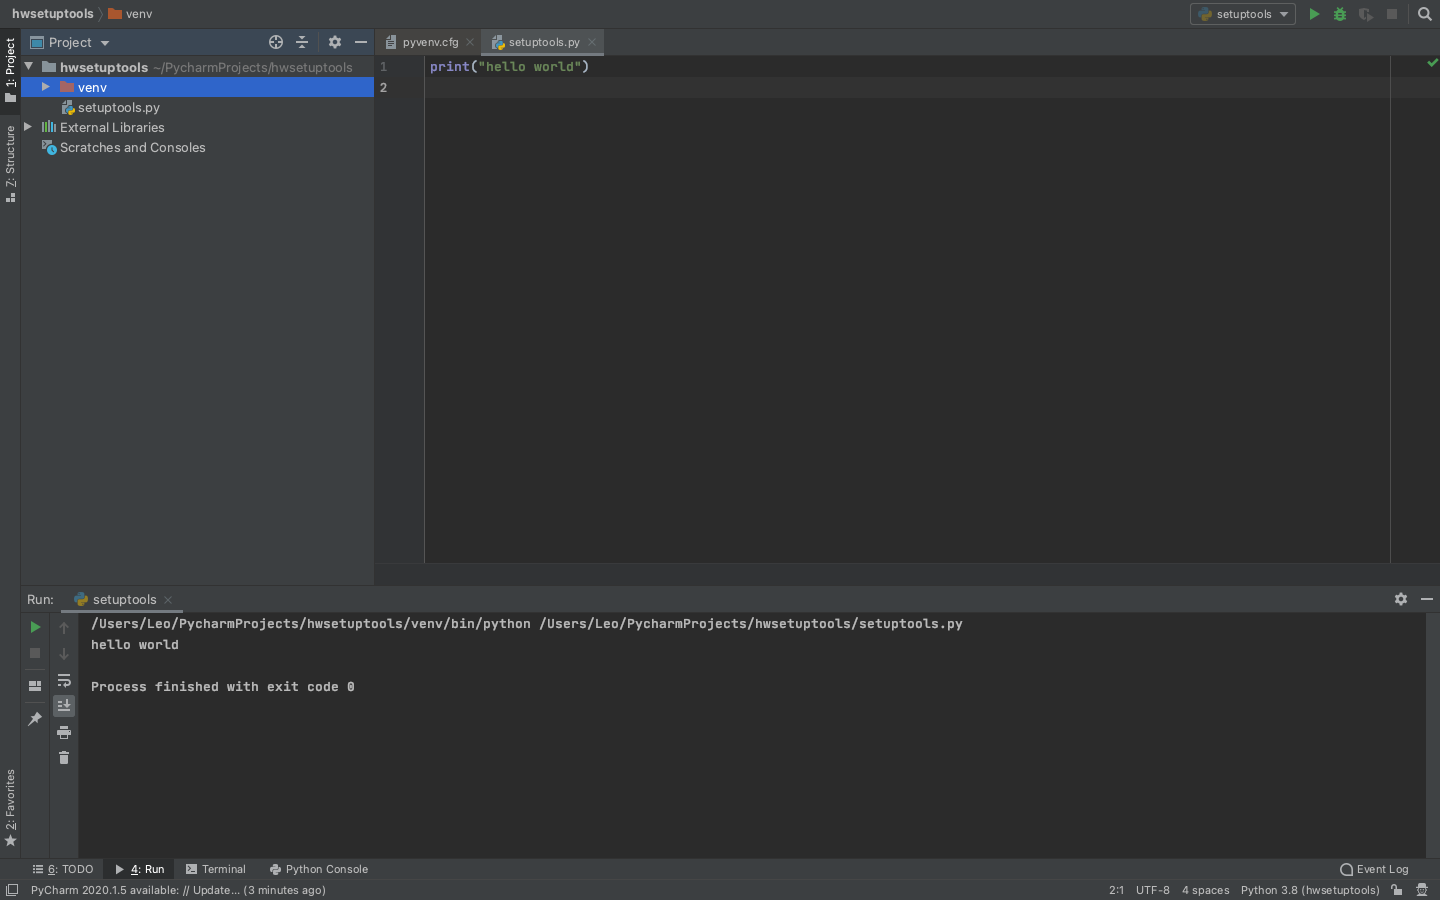 hwsetuptools venv setuptools
1: Project
Project
pyvenv.cfg setuptools.py
hwsetuptools ~/PycharmProjects/hwsetuptools
venv
setuptools.py
External Libraries
Scratches and Consoles
1 print("hello world")
2
7: Structure
Run: setuptools
/Users/Leo/PycharmProjects/hwsetuptools/venv/bin/python /Users/Leo/PycharmProjects/hwsetuptools/setuptools.py
hello world
Process finished with exit code 0
2: Favorites
6: TODO 4: Run Terminal Python Console Event Log
PyCharm 2020.1.5 available: // Update... (3 minutes ago) 2:1 UTF-8 4 spaces Python 3.8 (hwsetuptools)